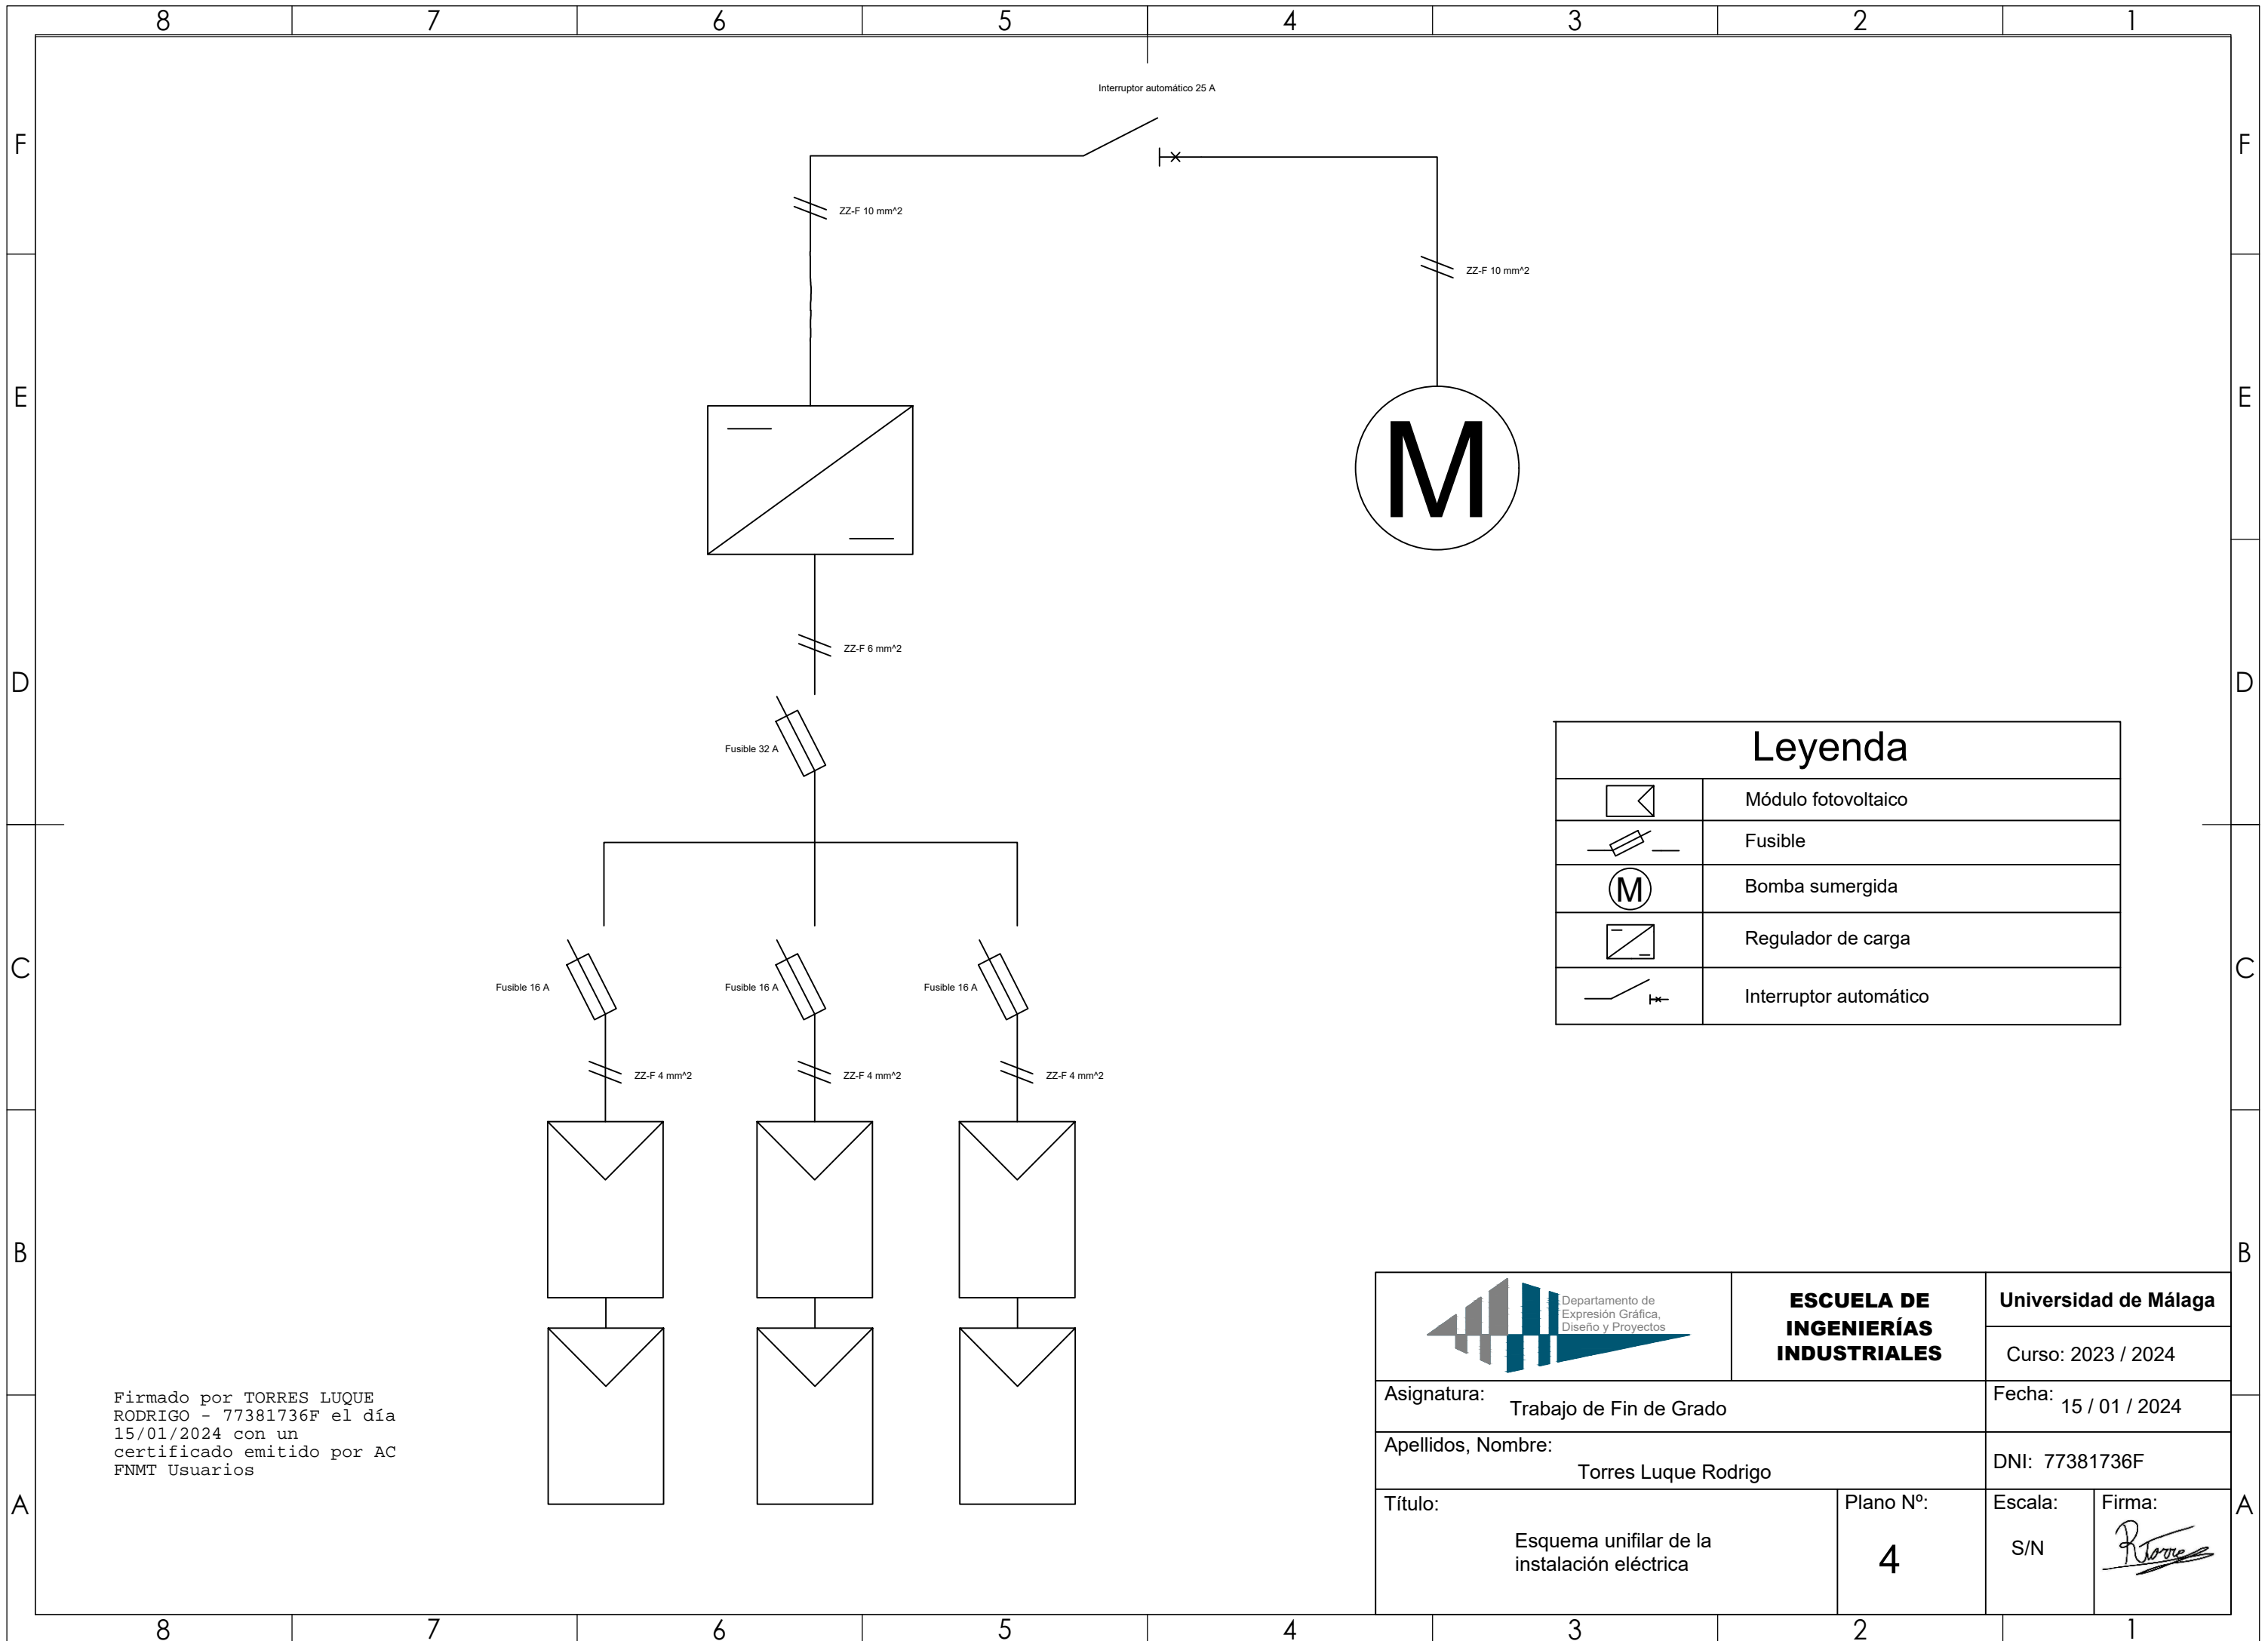 8 7 6 5 4 3 2 1
Interruptor automático 25 A
F F
ZZ-F 10 mm^2
ZZ-F 10 mm^2
E E
M
ZZ-F 6 mm^2
D D
Fusible 32 A
Leyenda
Módulo fotovoltaico
Fusible
M Bomba sumergida
Regulador de carga
Interruptor automático
C C
Fusible 16 A Fusible 16 A Fusible 16 A
ZZ-F 4 mm^2 ZZ-F 4 mm^2 ZZ-F 4 mm^2
B B
Departamento de
Expresión Gráfica,
Diseño y Proyectos
ESCUELA DE
INGENIERÍAS
INDUSTRIALES
Universidad de Málaga
Curso: 2023 / 2024
Firmado por TORRES LUQUE
RODRIGO - 77381736F el día
15/01/2024 con un
certificado emitido por AC
FNMT Usuarios
Asignatura: Trabajo de Fin de Grado
Fecha: 15 / 01 / 2024
Apellidos, Nombre:
Torres Luque Rodrigo
DNI: 77381736F
A A
Título:
Esquema unifilar de la
instalación eléctrica
Plano Nº:
4
Escala:
S/N
Firma:
RTorres
8 7 6 5 4 3 2 1